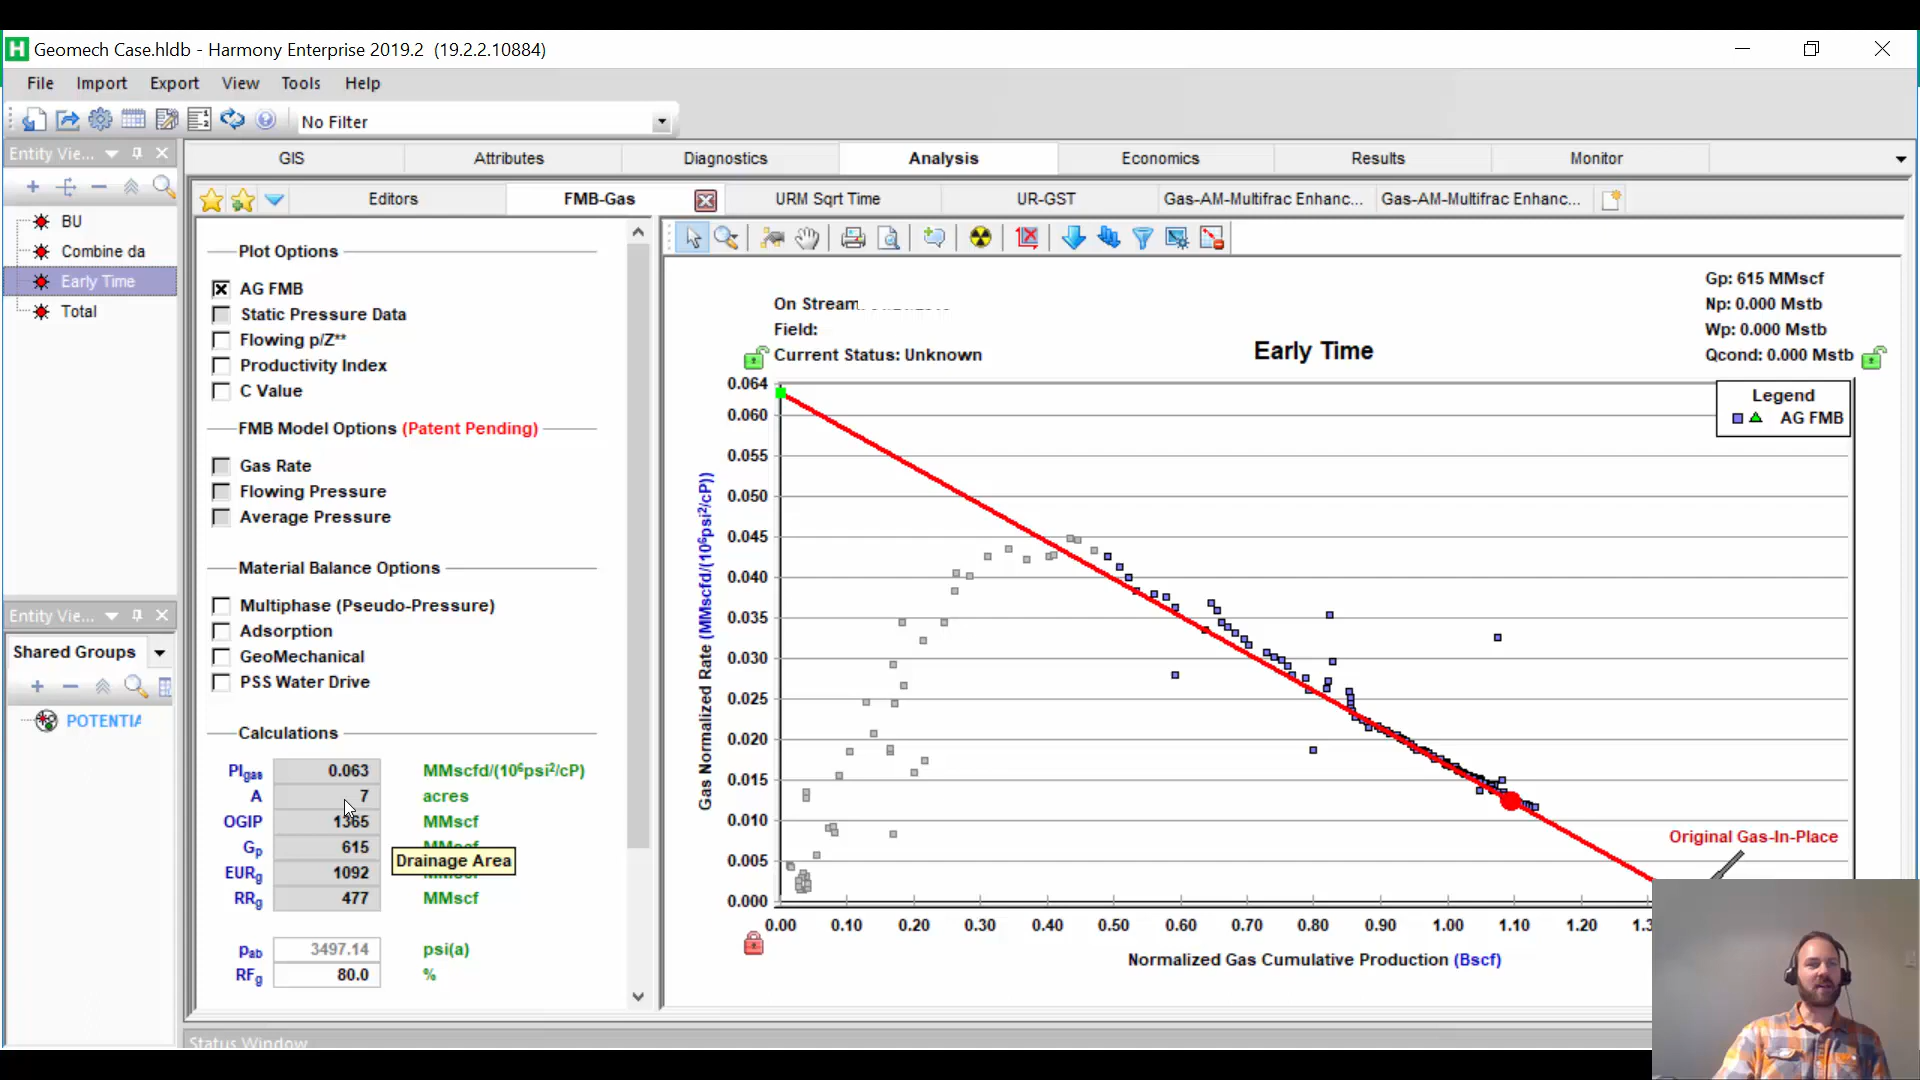 Geomech Case.hldb - Harmony Enterprise 2019.2 (19.2.2.10884)
File Import Export View Tools Help
No Filter
Entity Vie...
GIS Attributes Diagnostics Analysis Economics Results Monitor
Editors FMB-Gas URM Sqrt Time UR-GST Gas-AM-Multifrac Enhanc... Gas-AM-Multifrac Enhanc...
BU
Combine da
Early Time
Total
Entity Vie...
Shared Groups
POTENTIA
Plot Options
AG FMB
Static Pressure Data
Flowing p/Z**
Productivity Index
C Value
FMB Model Options (Patent Pending)
Gas Rate
Flowing Pressure
Average Pressure
Material Balance Options
Multiphase (Pseudo-Pressure)
Adsorption
GeoMechanical
PSS Water Drive
Calculations
PIgas 0.063 MMscfd/(10⁶psi²/cP)
A 7 acres
OGIP 1365 MMscf
Gp 615
Drainage Area
EURg 1092
RRg 477 MMscf
pab 3497.14 psi(a)
RFg 80.0 %
On Stream
Field:
Current Status: Unknown
Early Time
Gp: 615 MMscf
Np: 0.000 Mstb
Wp: 0.000 Mstb
Qcond: 0.000 Mstb
Legend
AG FMB
0.064
0.060
0.055
0.050
0.045
0.040
0.035
0.030
0.025
0.020
0.015
0.010
0.005
0.000
Gas Normalized Rate (MMscfd/(10⁶psi²/cP))
Original Gas-In-Place
0.00 0.10 0.20 0.30 0.40 0.50 0.60 0.70 0.80 0.90 1.00 1.10 1.20 1.3
Normalized Gas Cumulative Production (Bscf)
Status Window